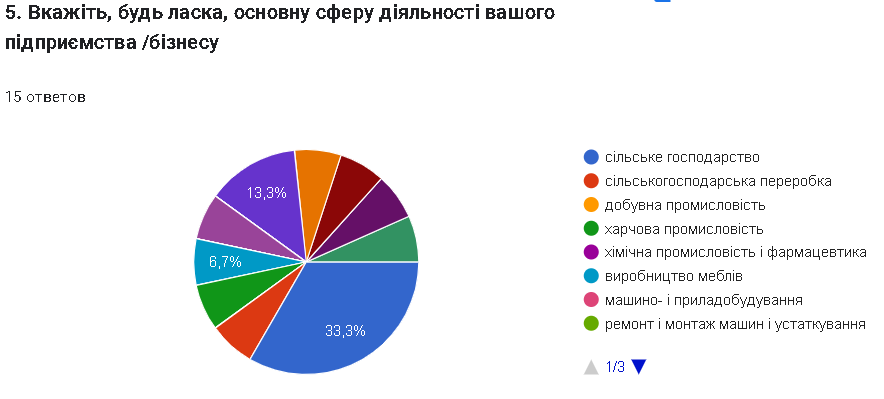 5. Вкажіть, будь ласка, основну сферу діяльності вашого
підприємства /бізнесу
15 ответов
13,3%
6,7%
33,3%
сільське господарство
сільськогосподарська переробка
добувна промисловість
харчова промисловість
хімічна промисловість і фармацевтика
виробництво меблів
машино- і приладобудування
ремонт і монтаж машин і устаткування
1/3